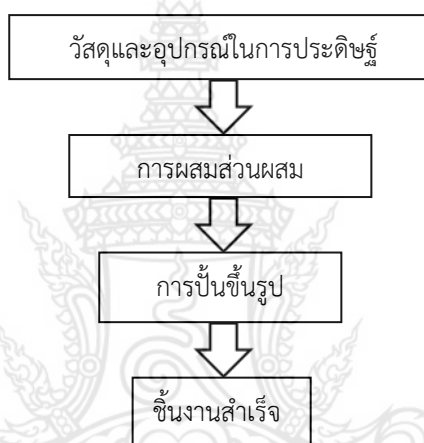 วัสดุและอุปกรณ์ในการประดิษฐ์
การผสมส่วนผสม
การปั้นขึ้นรูป
ชิ้นงานสำเร็จ